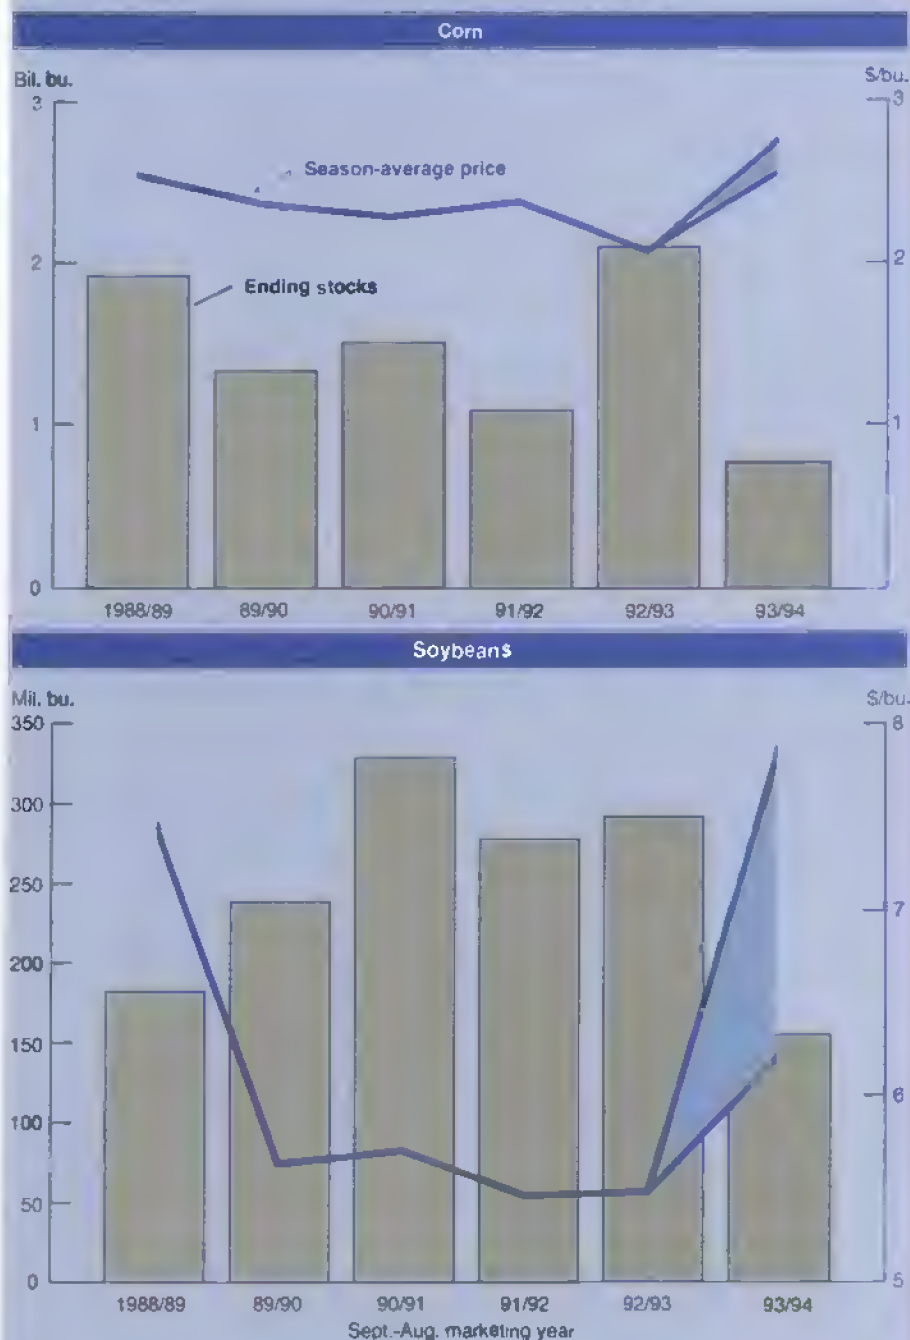 Corn
Bil. bu. $/bu.
3 3
Season-average price
2 2
Ending stocks
1 1
0 0
1988/89 89/90 90/91 91/92 92/93 93/94
Soybeans
Mil. bu. $/bu.
350 8
300
250
7
200
150
6
100
50
0 5
1988/89 89/90 90/91 91/92 92/93 93/94
Sept.-Aug. marketing year